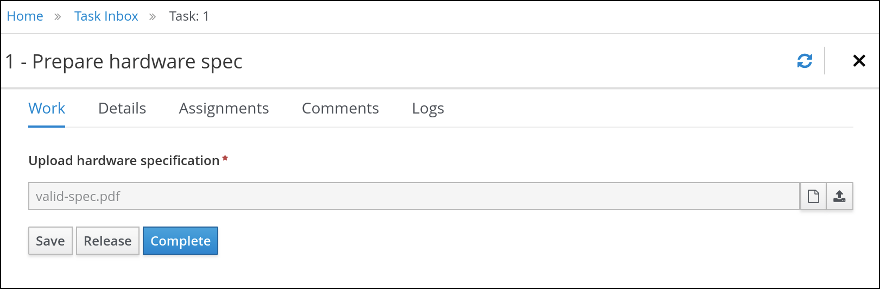 Home » Task Inbox » Task: 1
1 - Prepare hardware spec
Work Details Assignments Comments Logs
Upload hardware specification*
valid-spec.pdf
Save Release Complete